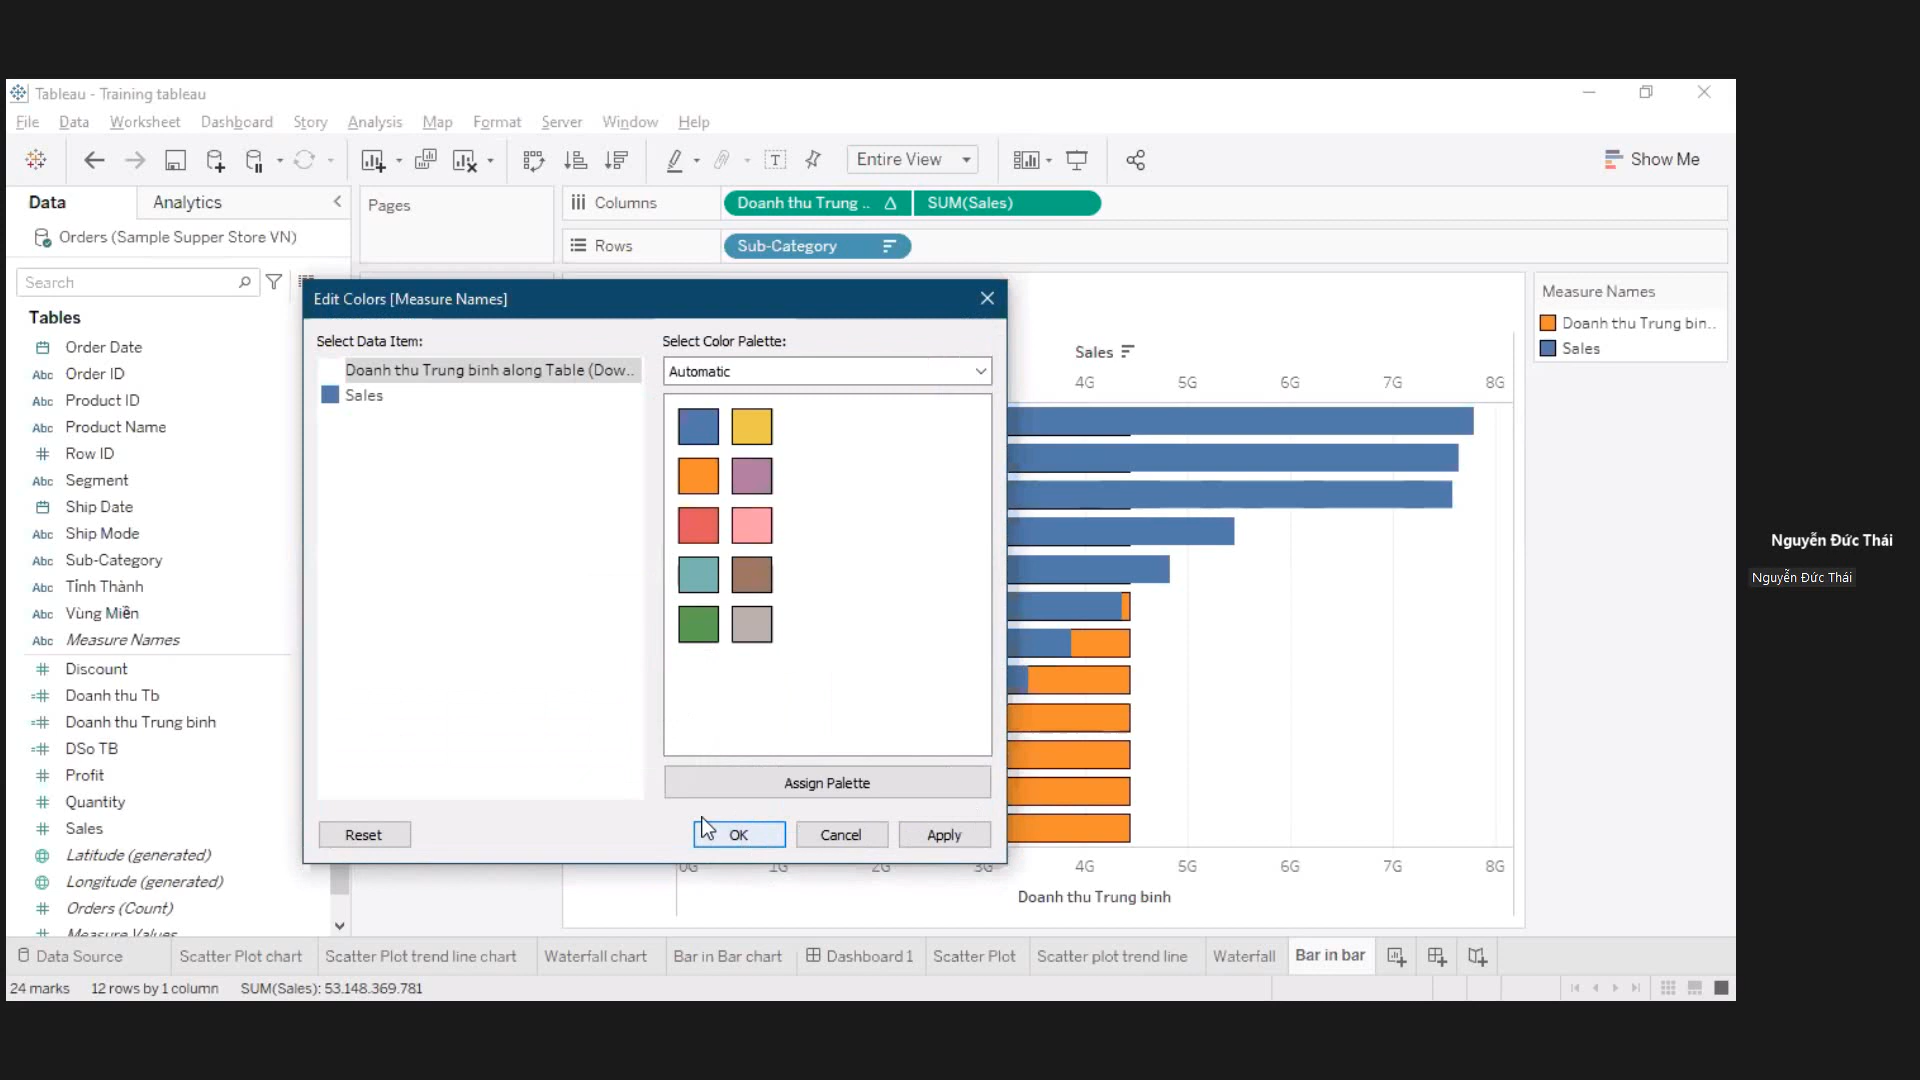 Tableau - Training tableau
File Data Worksheet Dashboard Story Analysis Map Format Server Window Help
Entire View
Show Me
Data Analytics
Pages
Columns Doanh thu Trung .. SUM(Sales)
Orders (Sample Supper Store VN)
Rows Sub-Category
Search
Tables
Order Date
Order ID
Product ID
Product Name
Row ID
Segment
Ship Date
Ship Mode
Sub-Category
Tỉnh Thành
Vùng Miền
Measure Names
Discount
Doanh thu Tb
Doanh thu Trung binh
DSo TB
Profit
Quantity
Sales
Latitude (generated)
Longitude (generated)
Orders (Count)
Measure Values
Edit Colors [Measure Names]
Select Data Item:
Doanh thu Trung binh along Table (Dow..
Sales
Select Color Palette:
Automatic
Assign Palette
Reset OK Cancel Apply
Sales
4G 5G 6G 7G 8G
0G 1G 2G 3G 4G 5G 6G 7G 8G
Doanh thu Trung binh
Measure Names
Doanh thu Trung bin...
Sales
Nguyễn Đức Thái
Nguyễn Đức Thái
Data Source Scatter Plot chart Scatter Plot trend line chart Waterfall chart Bar in Bar chart Dashboard 1 Scatter Plot Scatter plot trend line Waterfall Bar in bar
24 marks 12 rows by 1 column SUM(Sales): 53.148.369.781